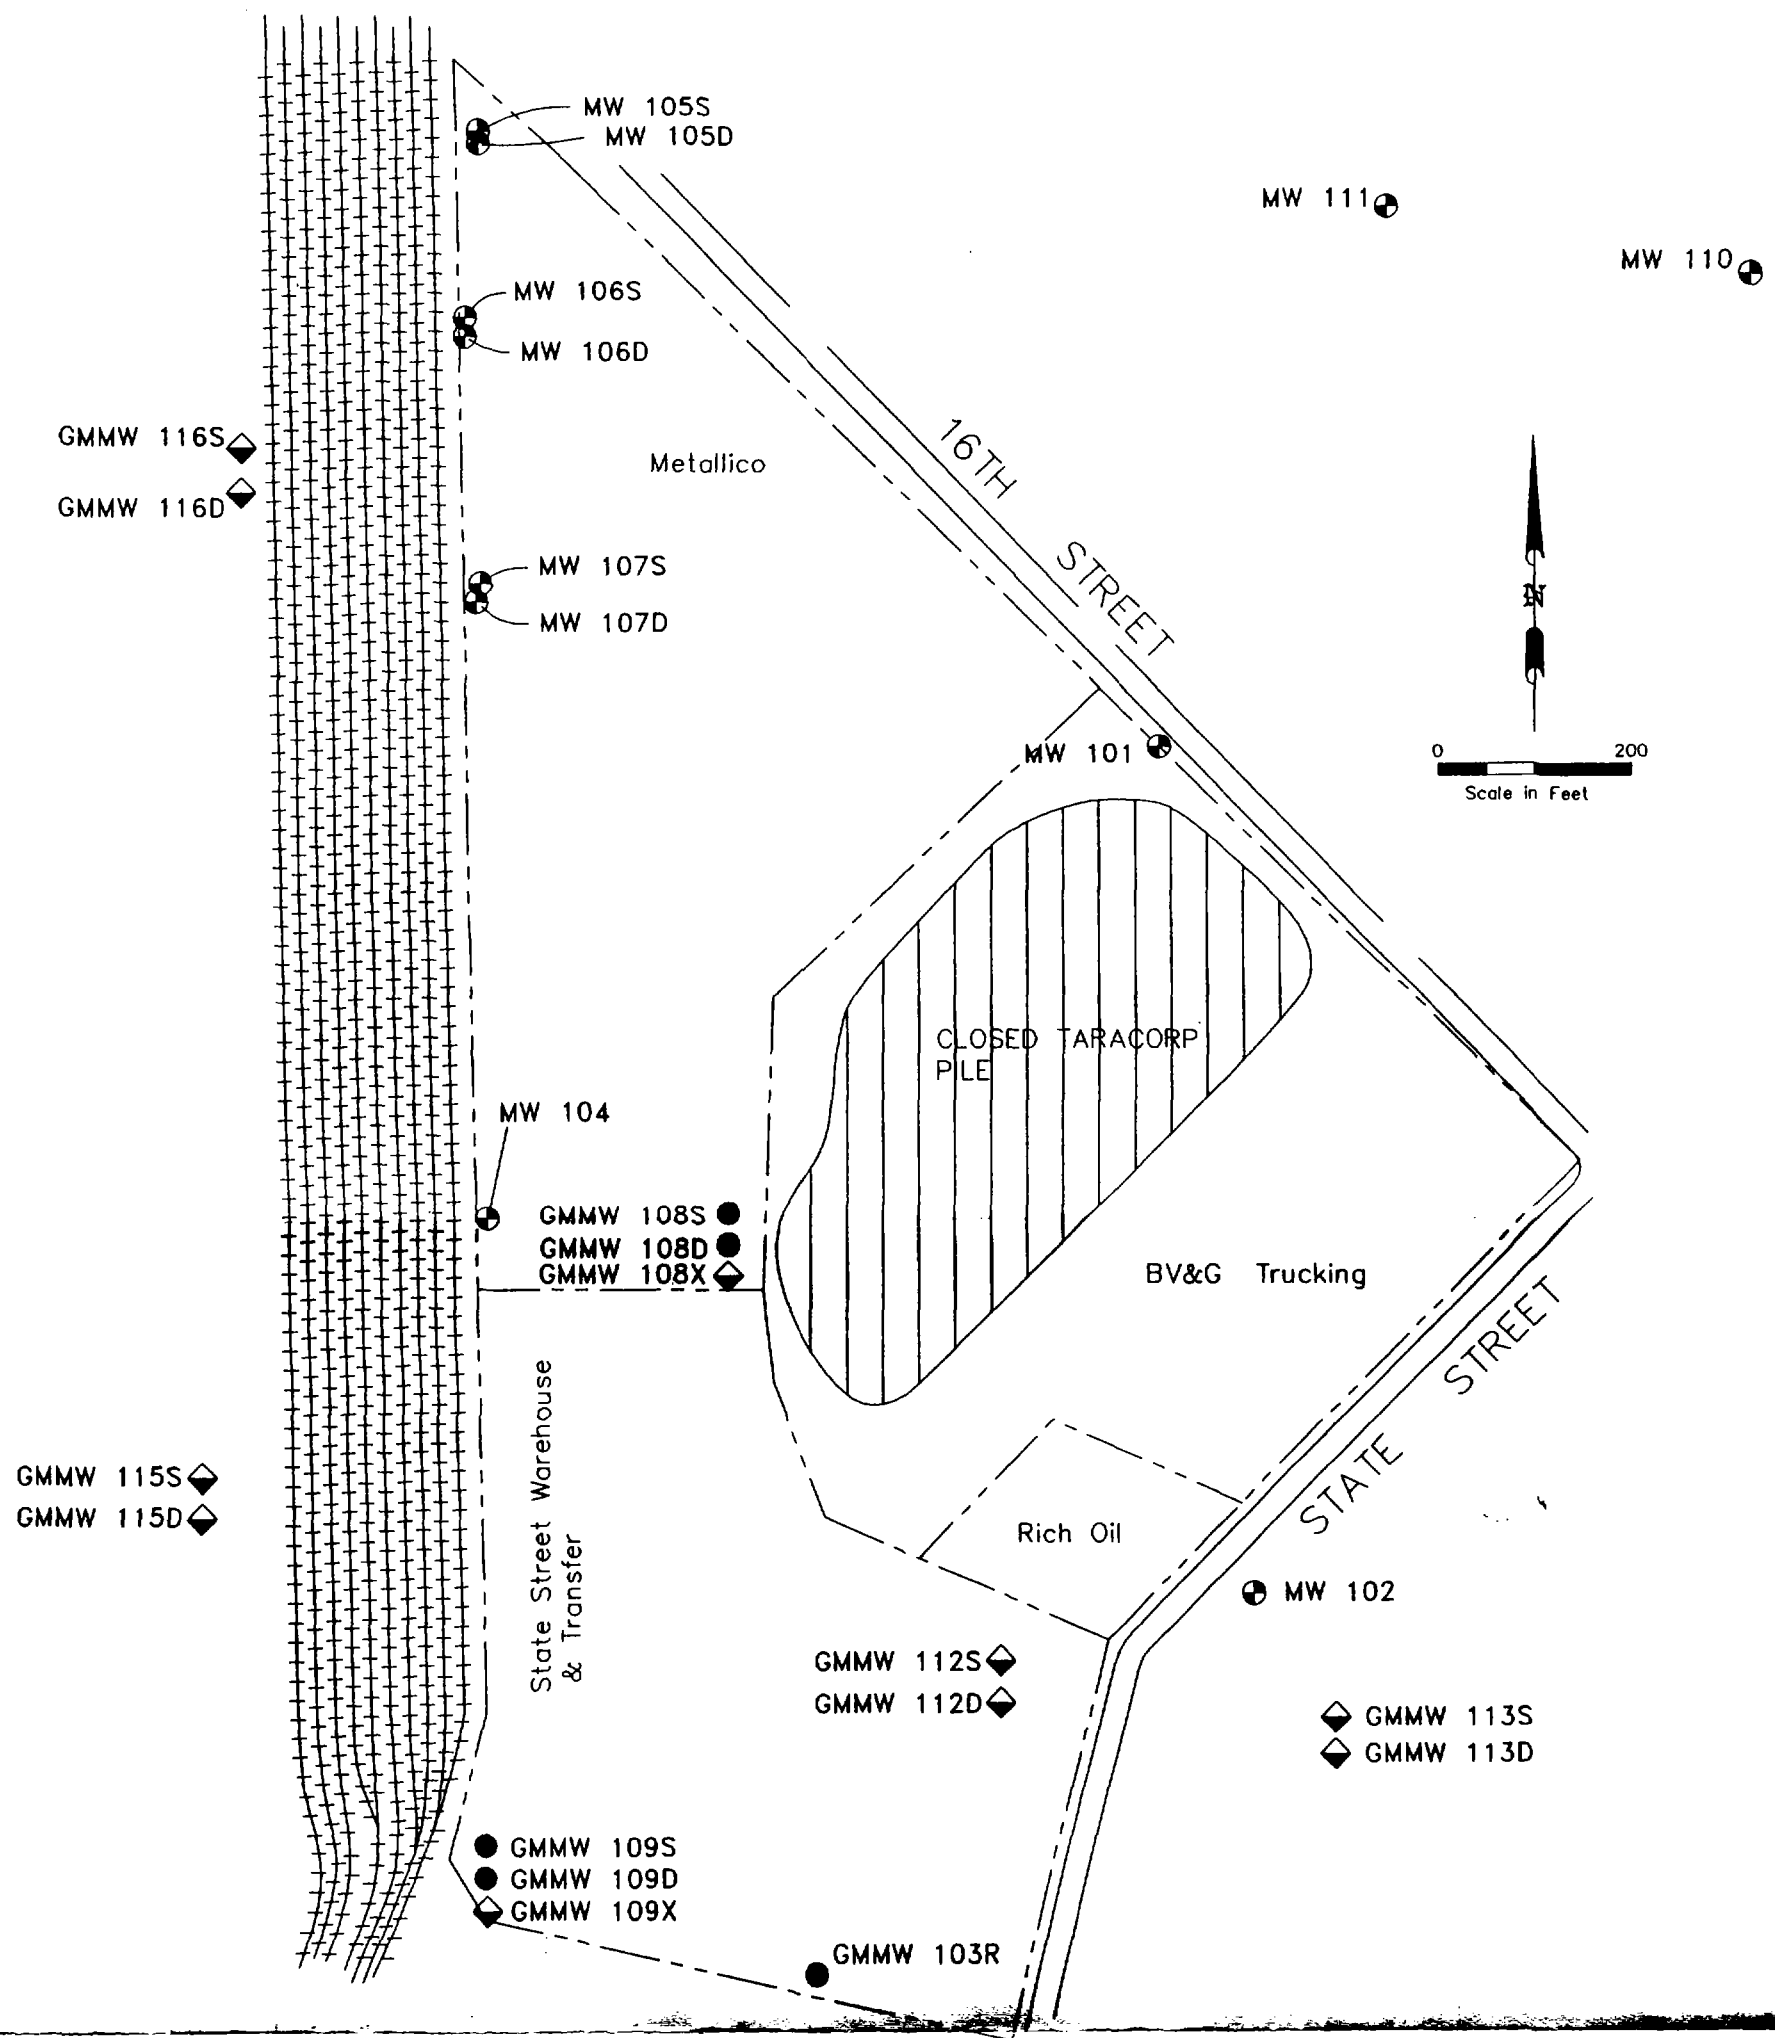 MW 105S
MW 105D
MW 111
MW 110
MW 106S
MW 106D
GMMW 116S
GMMW 116D
Metallico
16TH STREET
MW 107S
MW 107D
N
MW 101
0 200
Scale in Feet
CLOSED TARACORP
PILE
MW 104
GMMW 108S
GMMW 108D
GMMW 108X
BV&G Trucking
STATE STREET
State Street Warehouse
& Transfer
GMMW 115S
GMMW 115D
Rich Oil
MW 102
GMMW 112S
GMMW 112D
GMMW 113S
GMMW 113D
GMMW 109S
GMMW 109D
GMMW 109X
GMMW 103R